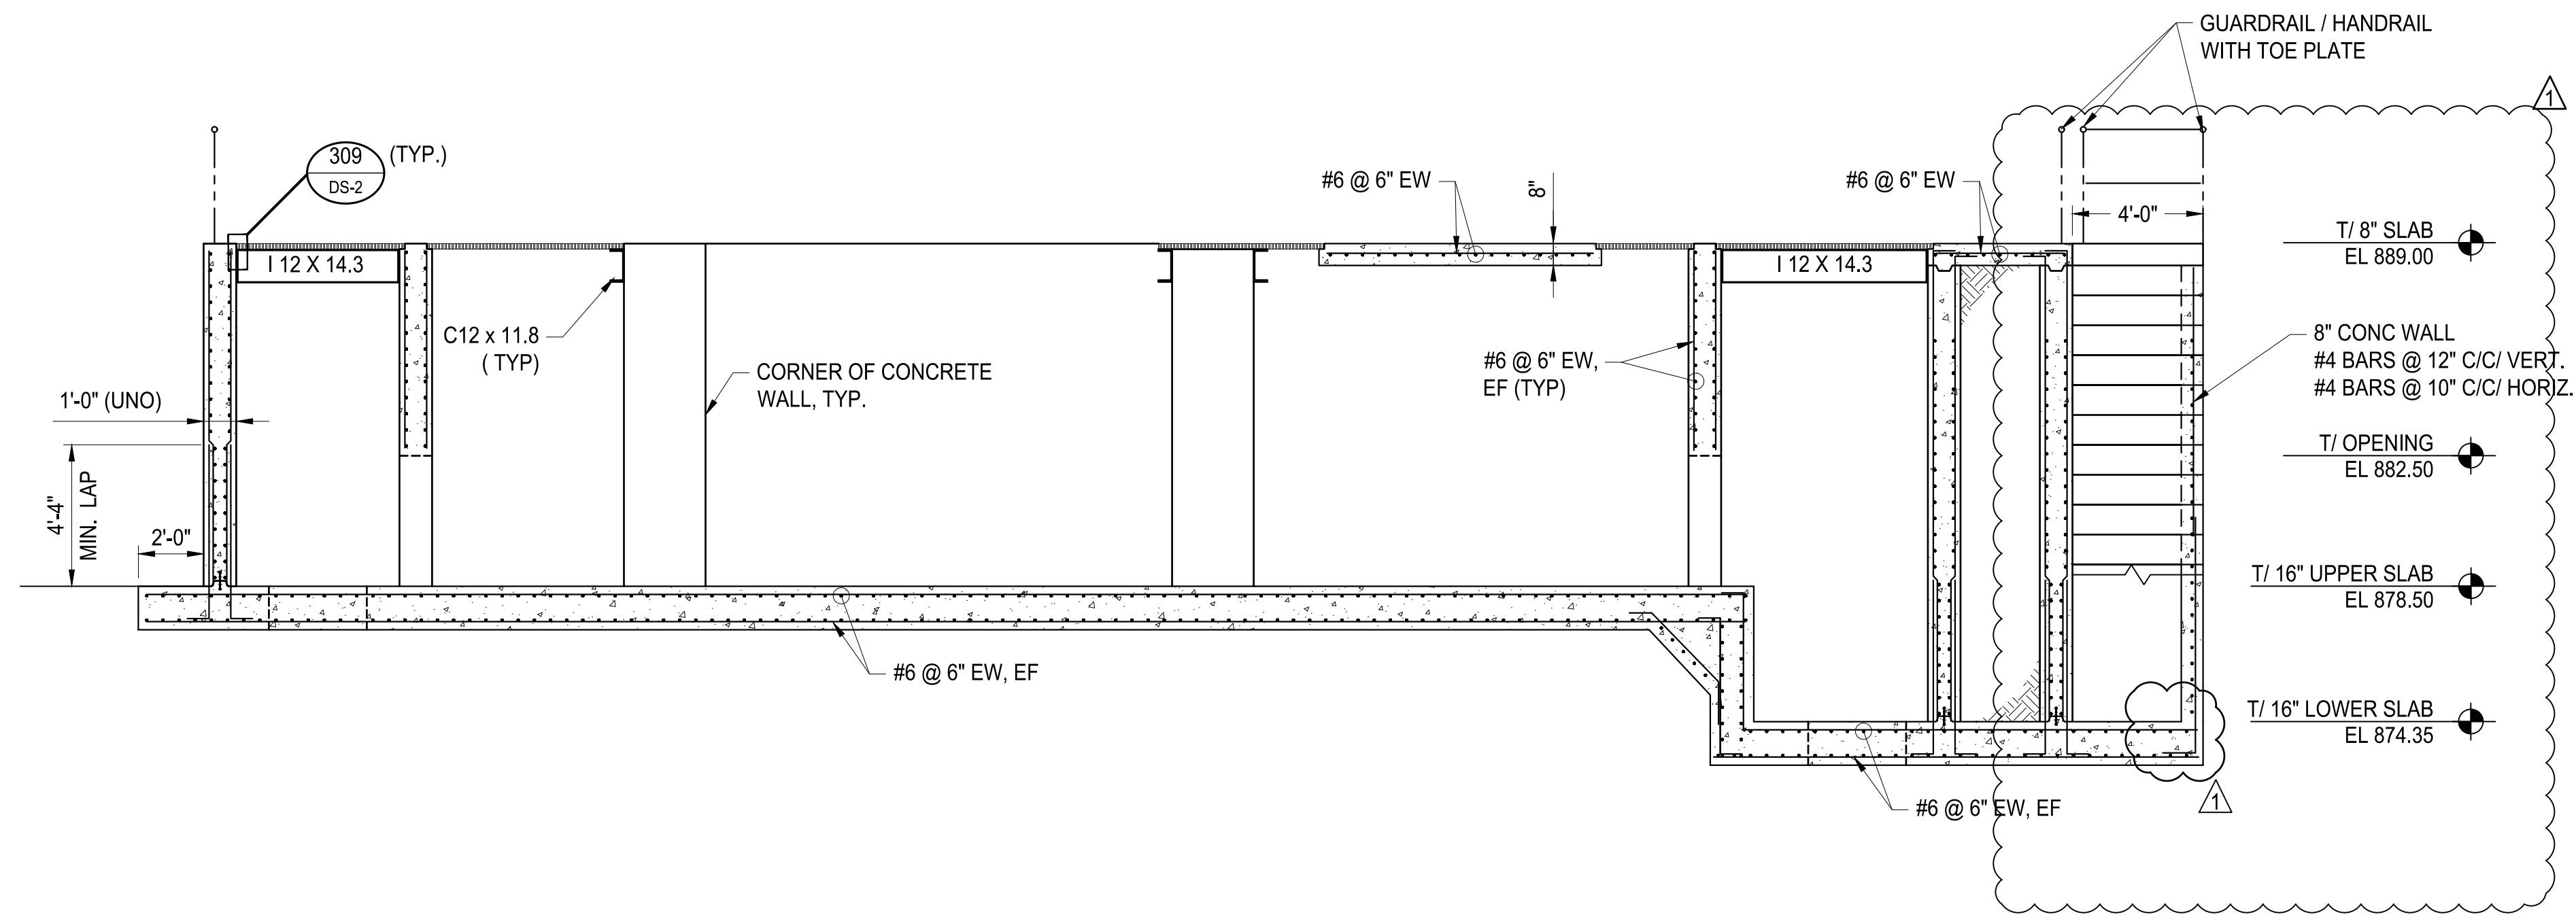 GUARDRAIL / HANDRAIL
WITH TOE PLATE
1
309
(TYP.)
DS-2
#6 @ 6" EW
8"
#6 @ 6" EW
4'-0"
T/ 8" SLAB
EL 889.00
I 12 X 14.3
I 12 X 14.3
C12 x 11.8
( TYP)
CORNER OF CONCRETE
WALL, TYP.
#6 @ 6" EW,
EF (TYP)
8" CONC WALL
#4 BARS @ 12" C/C/ VERT.
#4 BARS @ 10" C/C/ HORIZ.
1'-0" (UNO)
T/ OPENING
EL 882.50
4'-4"
MIN. LAP
2'-0"
T/ 16" UPPER SLAB
EL 878.50
#6 @ 6" EW, EF
T/ 16" LOWER SLAB
EL 874.35
#6 @ 6" EW, EF
1